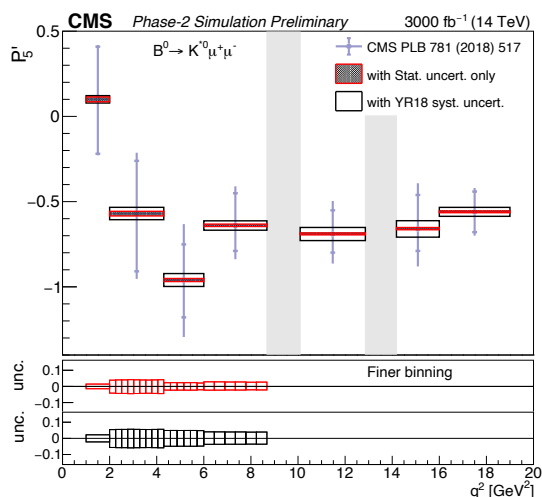 CMS Phase-2 Simulation Preliminary 3000 fb⁻¹ (14 TeV)
P₅′
B⁰→ K*⁰μ⁺μ⁻
CMS PLB 781 (2018) 517
with Stat. uncert. only
with YR18 syst. uncert.
0.5
0
−0.5
−1
unc.
0.1
0
−0.1
Finer binning
unc.
0.1
0
−0.1
0 2 4 6 8 10 12 14 16 18 20
q² [GeV²]